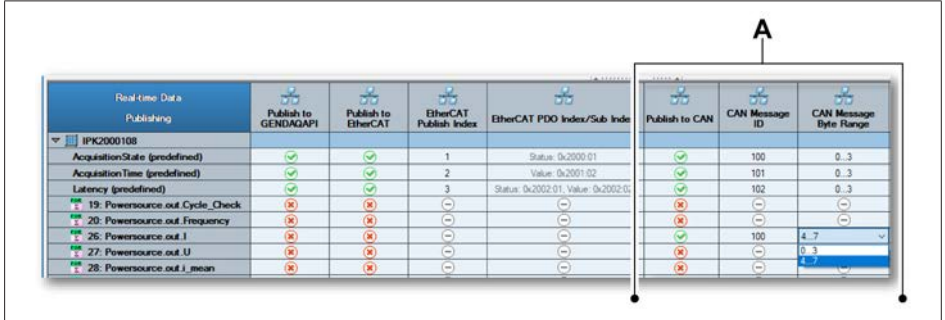 A
Real-time Data Publishing Publish to GENDAQAPI Publish to EtherCAT EtherCAT Publish Index EtherCAT PDO Index/Sub Inde Publish to CAN CAN Message ID CAN Message Byte Range
IPK2000108
AcquisitionState (predefined) 1 Status: 0x2000:01 100 0...3
AcquisitionTime (predefined) 2 Value: 0x2001:02 101 0...3
Latency (predefined) 3 Status: 0x2002:01, Value: 0x2002:02 102 0...3
19: Powersource.out.Cycle_Check
20: Powersource.out.Frequency
26: Powersource.out.I 100 4...7
27: Powersource.out.U 0...3
28: Powersource.out.i_mean 4...7